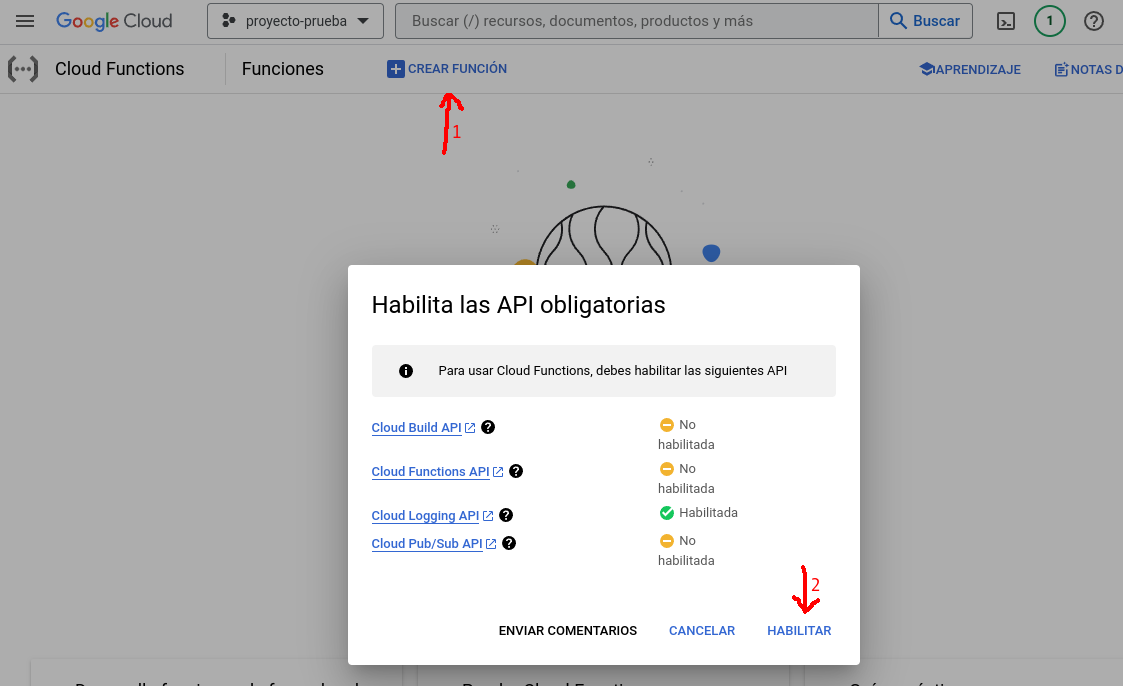 Google Cloud
proyecto-prueba
Buscar (/) recursos, documentos, productos y más
Buscar
1
?
Cloud Functions
Funciones
CREAR FUNCIÓN
APRENDIZAJE
NOTAS D
1
Habilita las API obligatorias
Para usar Cloud Functions, debes habilitar las siguientes API
Cloud Build API ?
No
habilitada
Cloud Functions API ?
No
habilitada
Cloud Logging API ?
Habilitada
Cloud Pub/Sub API ?
No
habilitada
2
ENVIAR COMENTARIOS
CANCELAR
HABILITAR